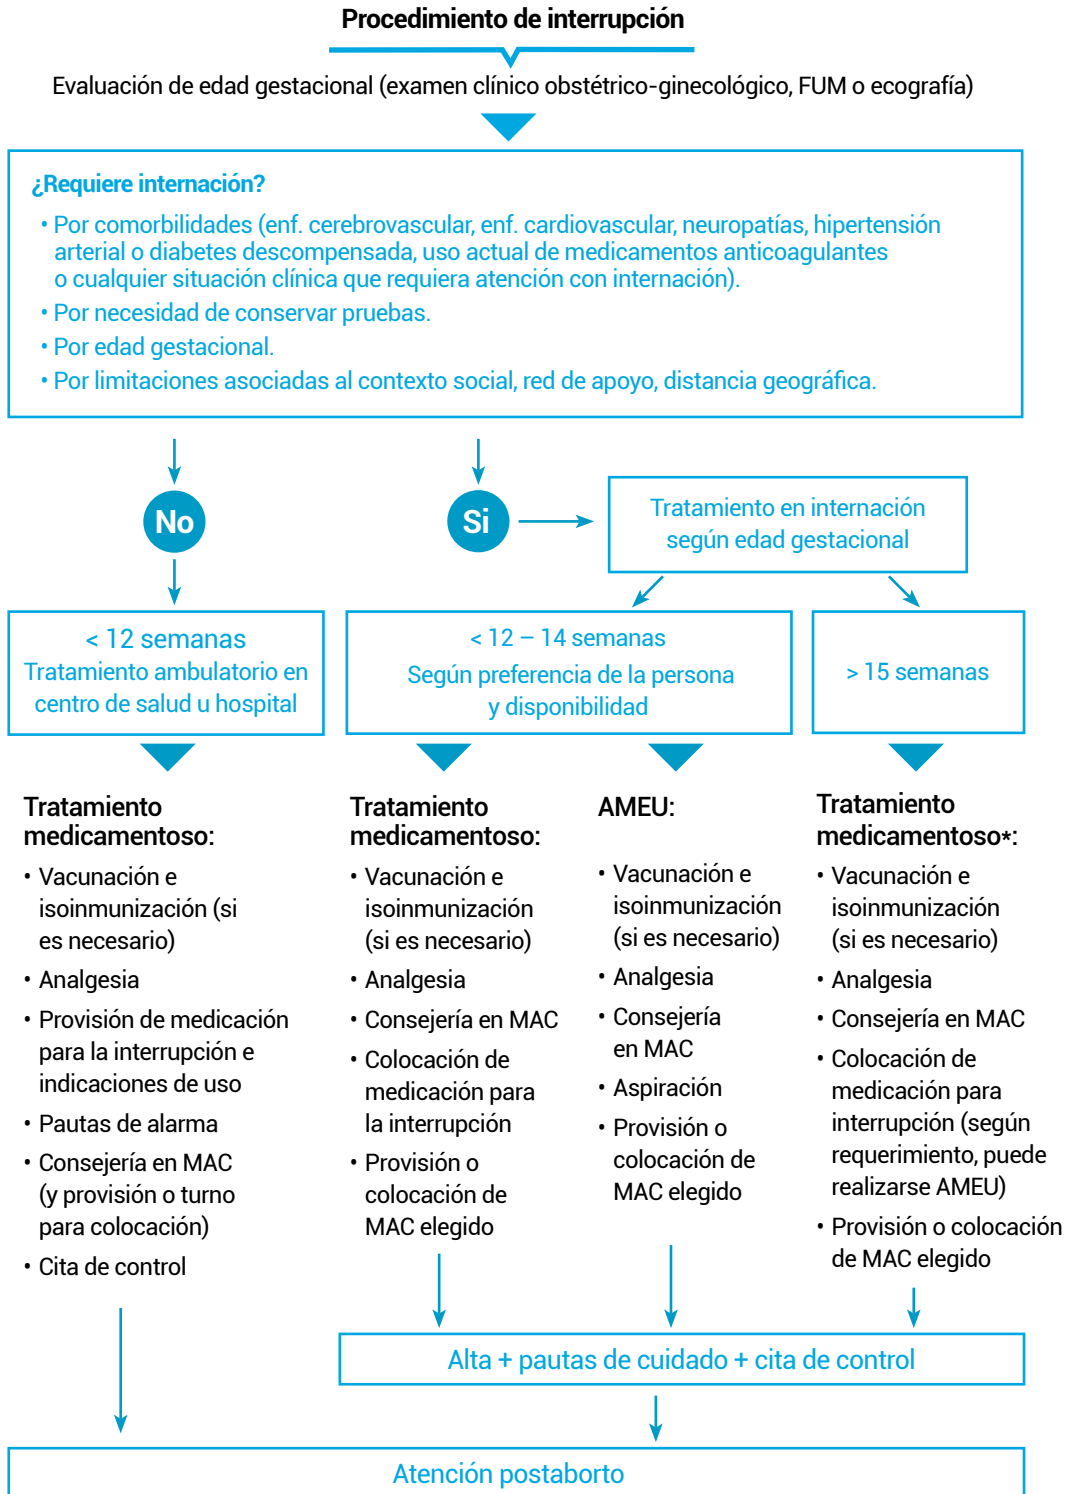 Procedimiento de interrupción
Evaluación de edad gestacional (examen clínico obstétrico-ginecológico, FUM o ecografía)
¿Requiere internación?
• Por comorbilidades (enf. cerebrovascular, enf. cardiovascular, neuropatías, hipertensión
arterial o diabetes descompensada, uso actual de medicamentos anticoagulantes
o cualquier situación clínica que requiera atención con internación).
• Por necesidad de conservar pruebas.
• Por edad gestacional.
• Por limitaciones asociadas al contexto social, red de apoyo, distancia geográfica.
No
Si
Tratamiento en internación
según edad gestacional
< 12 semanas
Tratamiento ambulatorio en
centro de salud u hospital
< 12 – 14 semanas
Según preferencia de la persona
y disponibilidad
> 15 semanas
Tratamiento
medicamentoso:
• Vacunación e
isoinmunización (si
es necesario)
• Analgesia
• Provisión de medicación
para la interrupción e
indicaciones de uso
• Pautas de alarma
• Consejería en MAC
(y provisión o turno
para colocación)
• Cita de control
Tratamiento
medicamentoso:
• Vacunación e
isoinmunización
(si es necesario)
• Analgesia
• Consejería en MAC
• Colocación de
medicación para
la interrupción
• Provisión o
colocación de
MAC elegido
AMEU:
• Vacunación e
isoinmunización
(si es necesario)
• Analgesia
• Consejería
en MAC
• Aspiración
• Provisión o
colocación de
MAC elegido
Tratamiento
medicamentoso*:
• Vacunación e
isoinmunización
(si es necesario)
• Analgesia
• Consejería en MAC
• Colocación de
medicación para
interrupción (según
requerimiento, puede
realizarse AMEU)
• Provisión o colocación
de MAC elegido
Alta + pautas de cuidado + cita de control
Atención postaborto